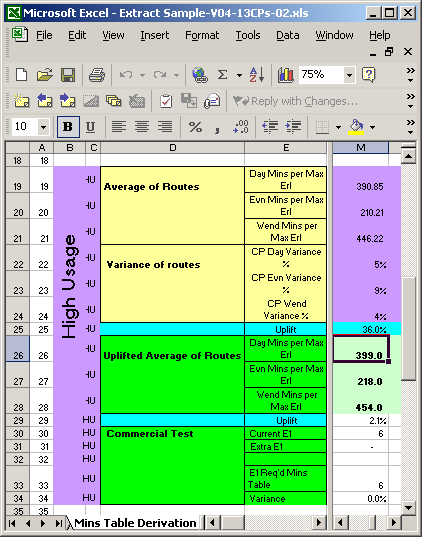 Microsoft Excel - Extract Sample-V04-13CPs-02.xls
File Edit View Insert Format
Tools Data Window Help
Σ 75% ?
Reply with Changes...
10 B % , .00
A B C D E M
18 18
19 19 HU Average of Routes Day Mins per Max Erl 390.85
20 20 HU Evn Mins per Max Erl 210.21
21 21 HU Wend Mins per Max Erl 446.22
22 22 HU Variance of routes CP Day Variance % 5%
23 23 HU CP Evn Variance % 9%
24 24 HU CP Wend Variance % 4%
25 25 HU Uplift 36.0%
26 26 HU Uplifted Average of Routes Day Mins per Max Erl 399.0
27 27 HU Evn Mins per Max Erl 218.0
28 28 HU Wend Mins per Max Erl 454.0
29 29 HU Uplift 2.1%
30 30 HU Commercial Test Current E1 6
31 31 HU Extra E1 -
32 32 HU
33 33 HU E1 Req'd Mins Table 6
34 34 HU Variance 0.0%
35 35
High Usage
Mins Table Derivation